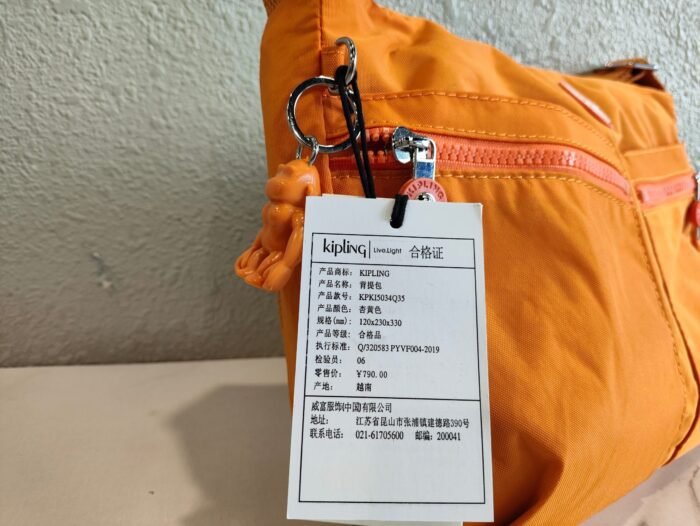 KIPLING
kipling Live.Light 合格证
产品商标: KIPLING
产品名称: 背提包
产品款号: KPKI5034Q35
产品颜色: 杏黄色
规格(mm): 120x230x330
产品等级: 合格品
执行标准: Q/320583 PYVF004-2019
检验员: 06
零售价: ¥790.00
产地: 越南
威富服饰(中国)有限公司
地址: 江苏省昆山市张浦镇建德路390号
联系电话: 021-61705600 邮编: 200041